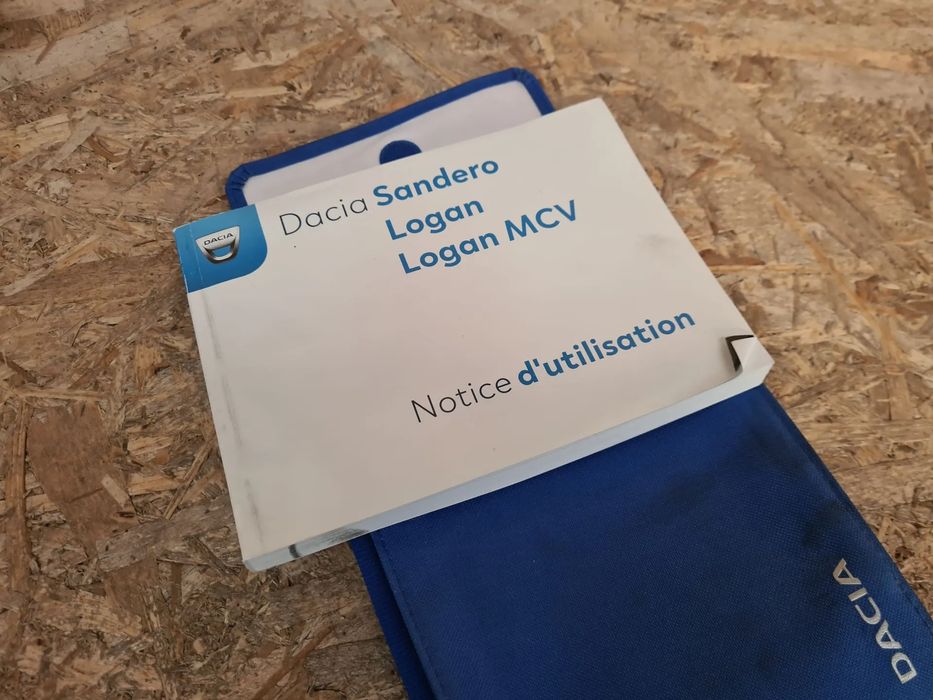 DACIA
Dacia Sandero
Logan
Logan MCV
Notice d'utilisation
DACIA